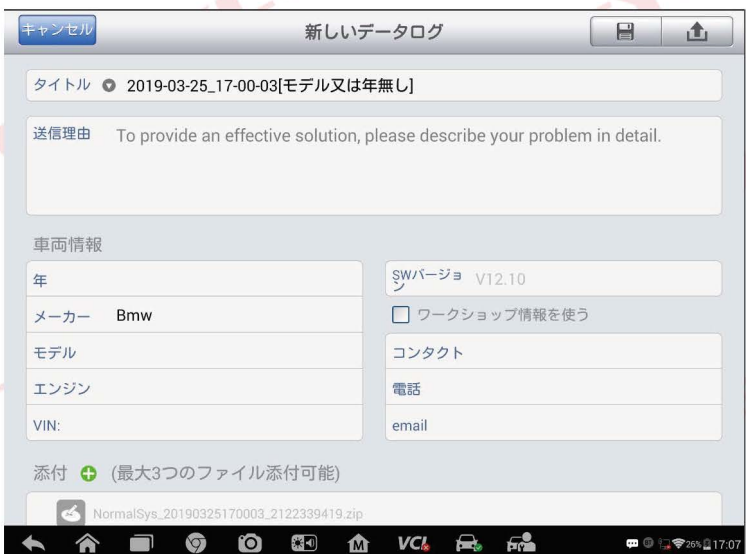 キャンセル
新しいデータログ
タイトル 2019-03-25_17-00-03[モデル又は年無し]
送信理由 To provide an effective solution, please describe your problem in detail.
車両情報
年
メーカー Bmw
モデル
エンジン
VIN:
SWバージョン V12.10
ワークショップ情報を使う
コンタクト
電話
email
添付 (最大3つのファイル添付可能)
NormalSys_20190325170003_2122339419.zip
M VCI
26% 17:07